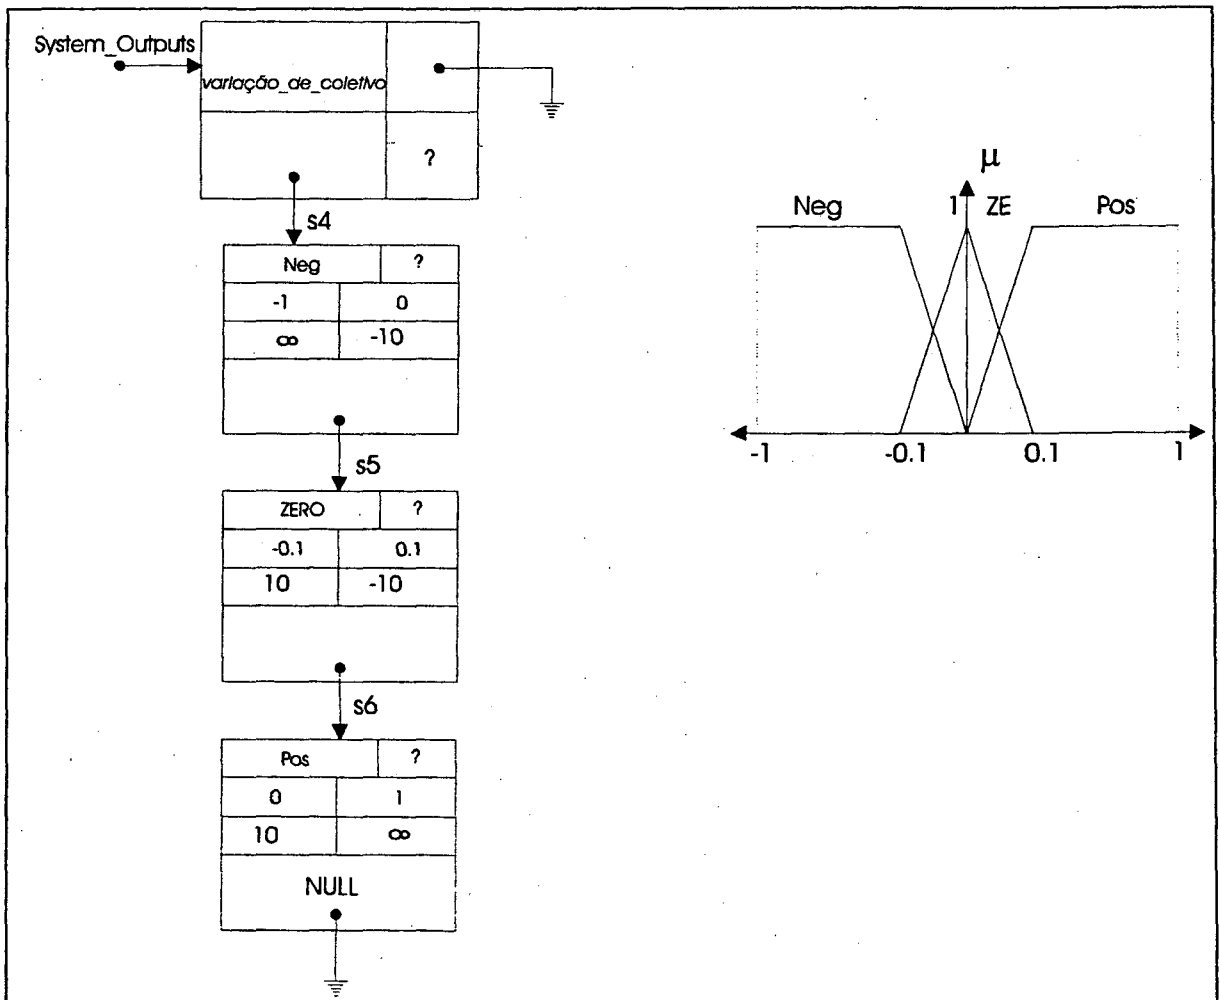 System_Outputs
variação_de_coletivo
?
s4
Neg ?
-1 0
∞ -10
s5
ZERO ?
-0.1 0.1
10 -10
s6
Pos ?
0 1
10 ∞
NULL
μ
Neg 1 ZE Pos
-1 -0.1 0.1 1